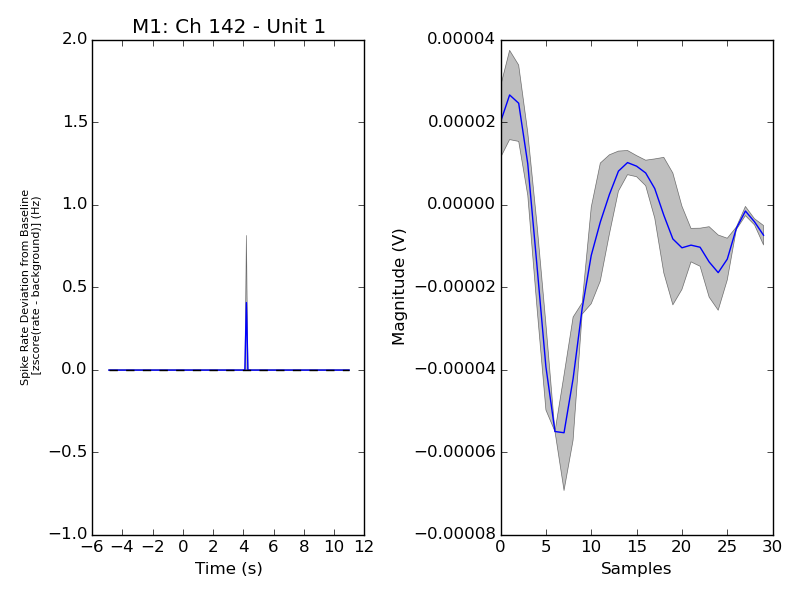 M1: Ch 142 - Unit 1
2.0
1.5
1.0
0.5
0.0
−0.5
−1.0
−6 −4 −2 0 2 4 6 8 10 12
Time (s)
Spike Rate Deviation from Baseline
[zscore(rate - background)] (Hz)
0.00004
0.00002
0.00000
−0.00002
−0.00004
−0.00006
−0.00008
0 5 10 15 20 25 30
Samples
Magnitude (V)